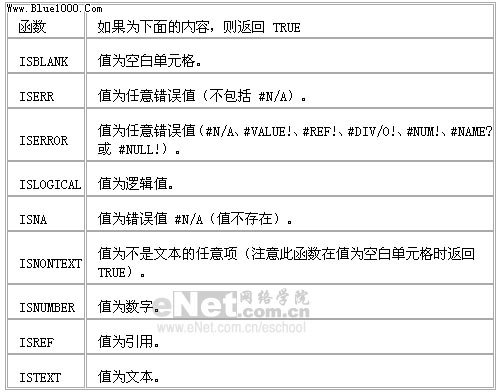 Www.Blue1000.Com
函数 如果为下面的内容，则返回 TRUE
ISBLANK 值为空白单元格。
ISERR 值为任意错误值（不包括 #N/A）。
ISERROR 值为任意错误值（#N/A、#VALUE!、#REF!、#DIV/0!、#NUM!、#NAME?
或 #NULL!）。
ISLOGICAL 值为逻辑值。
ISNA 值为错误值 #N/A（值不存在）。
ISNONTEXT 值为不是文本的任意项（注意此函数在值为空白单元格时返回
TRUE）。
ISNUMBER 值为数字。
eNet网络学院
www.eNet.com.cn/eschool
ISREF 值为引用。
ISTEXT 值为文本。